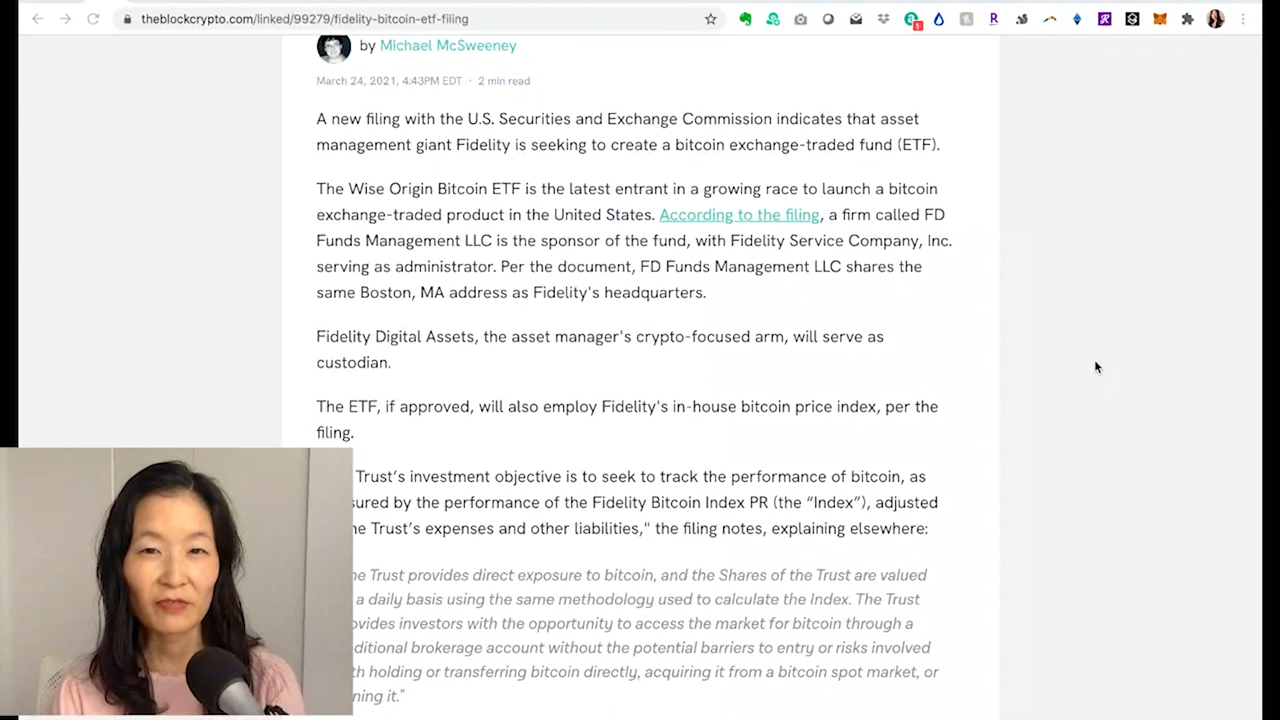 theblockcrypto.com/linked/99279/fidelity-bitcoin-etf-filing
by Michael McSweeney
March 24, 2021, 4:43PM EDT · 2 min read
A new filing with the U.S. Securities and Exchange Commission indicates that asset
management giant Fidelity is seeking to create a bitcoin exchange-traded fund (ETF).
The Wise Origin Bitcoin ETF is the latest entrant in a growing race to launch a bitcoin
exchange-traded product in the United States. According to the filing, a firm called FD
Funds Management LLC is the sponsor of the fund, with Fidelity Service Company, Inc.
serving as administrator. Per the document, FD Funds Management LLC shares the
same Boston, MA address as Fidelity's headquarters.
Fidelity Digital Assets, the asset manager's crypto-focused arm, will serve as
custodian.
The ETF, if approved, will also employ Fidelity's in-house bitcoin price index, per the
filing.
Trust's investment objective is to seek to track the performance of bitcoin, as
by the performance of the Fidelity Bitcoin Index PR (the “Index”), adjusted
Trust's expenses and other liabilities," the filing notes, explaining elsewhere:
Trust provides direct exposure to bitcoin, and the Shares of the Trust are valued
a daily basis using the same methodology used to calculate the Index. The Trust
investors with the opportunity to access the market for bitcoin through a
brokerage account without the potential barriers to entry or risks involved
holding or transferring bitcoin directly, acquiring it from a bitcoin spot market, or
it.”